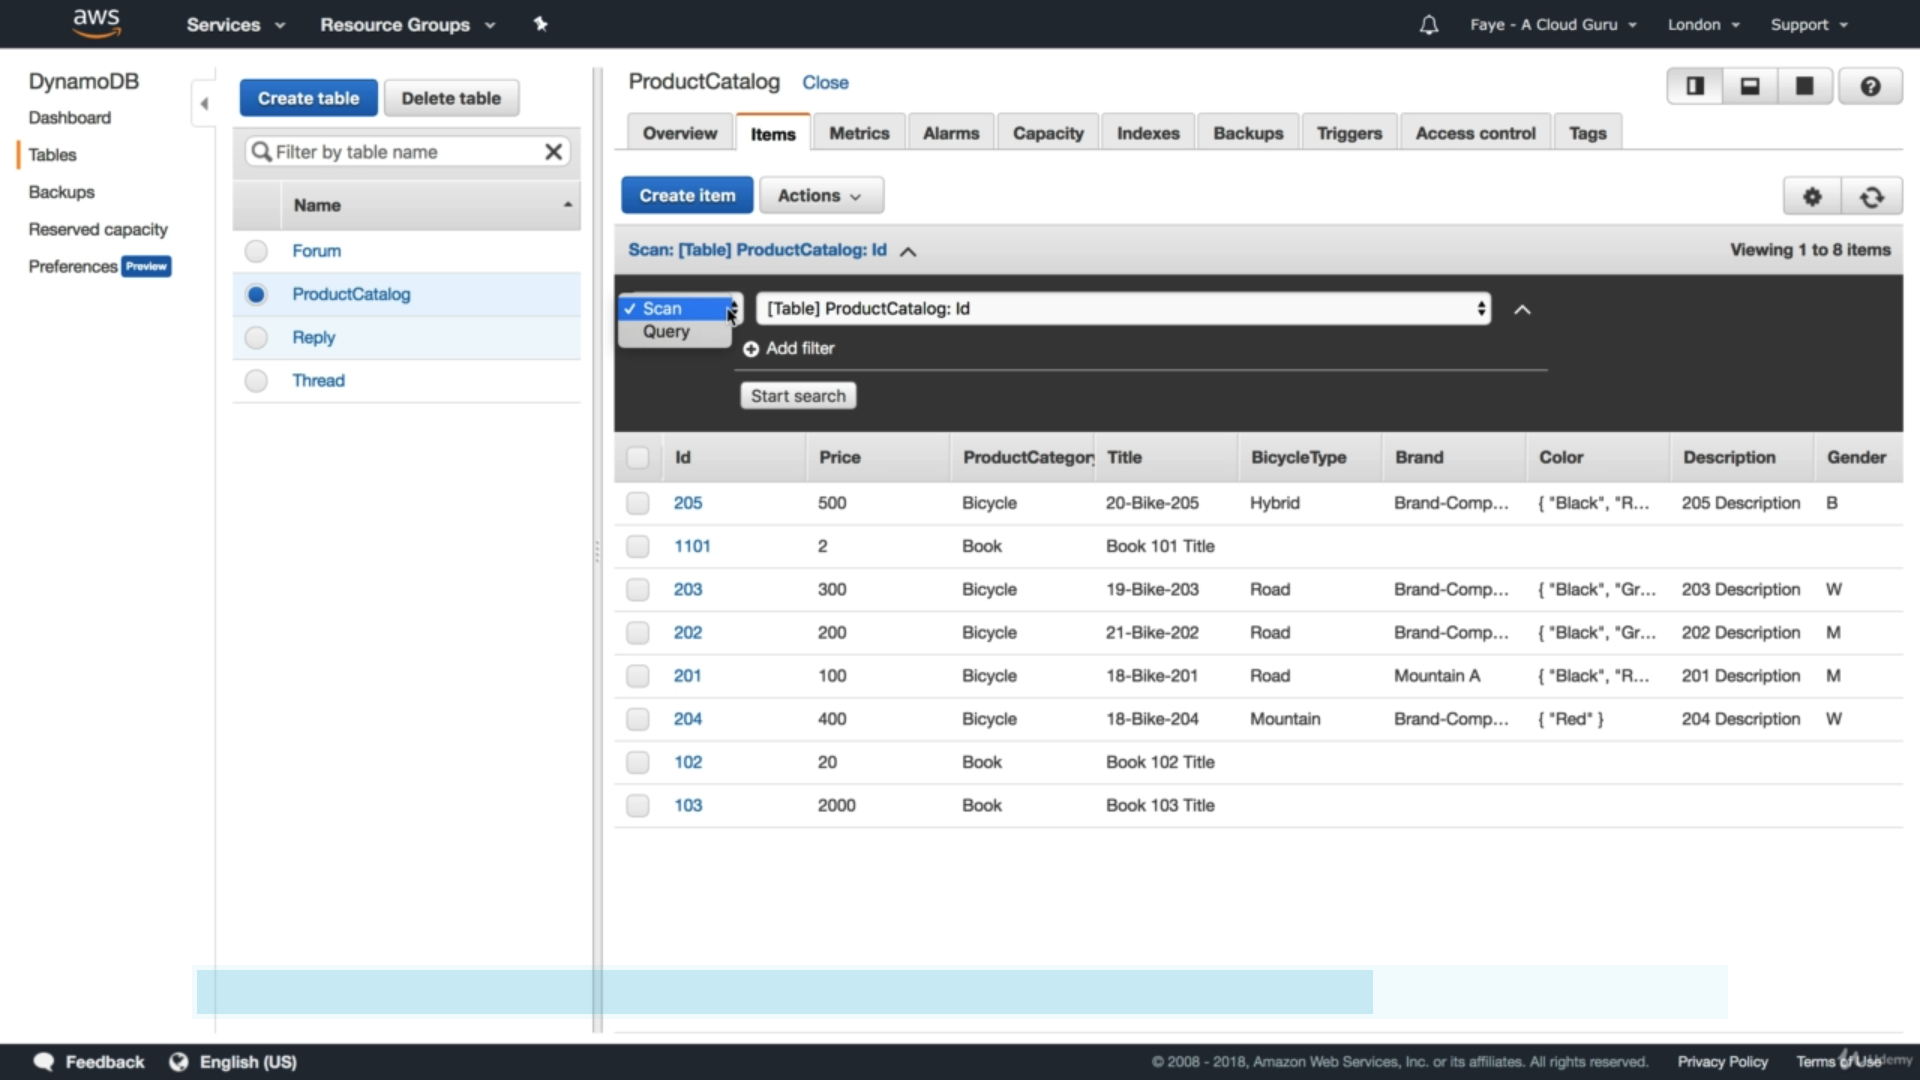 aws Services Resource Groups Faye - A Cloud Guru London Support
DynamoDB
Dashboard
Tables
Backups
Reserved capacity
Preferences Preview
Create table Delete table
Filter by table name
Name
Forum
ProductCatalog
Reply
Thread
ProductCatalog Close
Overview Items Metrics Alarms Capacity Indexes Backups Triggers Access control Tags
Create item Actions
Scan: [Table] ProductCatalog: Id Viewing 1 to 8 items
Scan [Table] ProductCatalog: Id
Query
Add filter
Start search
Id Price ProductCategory Title BicycleType Brand Color Description Gender
205 500 Bicycle 20-Bike-205 Hybrid Brand-Comp... { "Black", "R... 205 Description B
1101 2 Book Book 101 Title
203 300 Bicycle 19-Bike-203 Road Brand-Comp... { "Black", "Gr... 203 Description W
202 200 Bicycle 21-Bike-202 Road Brand-Comp... { "Black", "Gr... 202 Description M
201 100 Bicycle 18-Bike-201 Road Mountain A { "Black", "R... 201 Description M
204 400 Bicycle 18-Bike-204 Mountain Brand-Comp... { "Red" } 204 Description W
102 20 Book Book 102 Title
103 2000 Book Book 103 Title
Feedback English (US) © 2008 - 2018, Amazon Web Services, Inc. or its affiliates. All rights reserved. Privacy Policy Terms of Use
Udemy